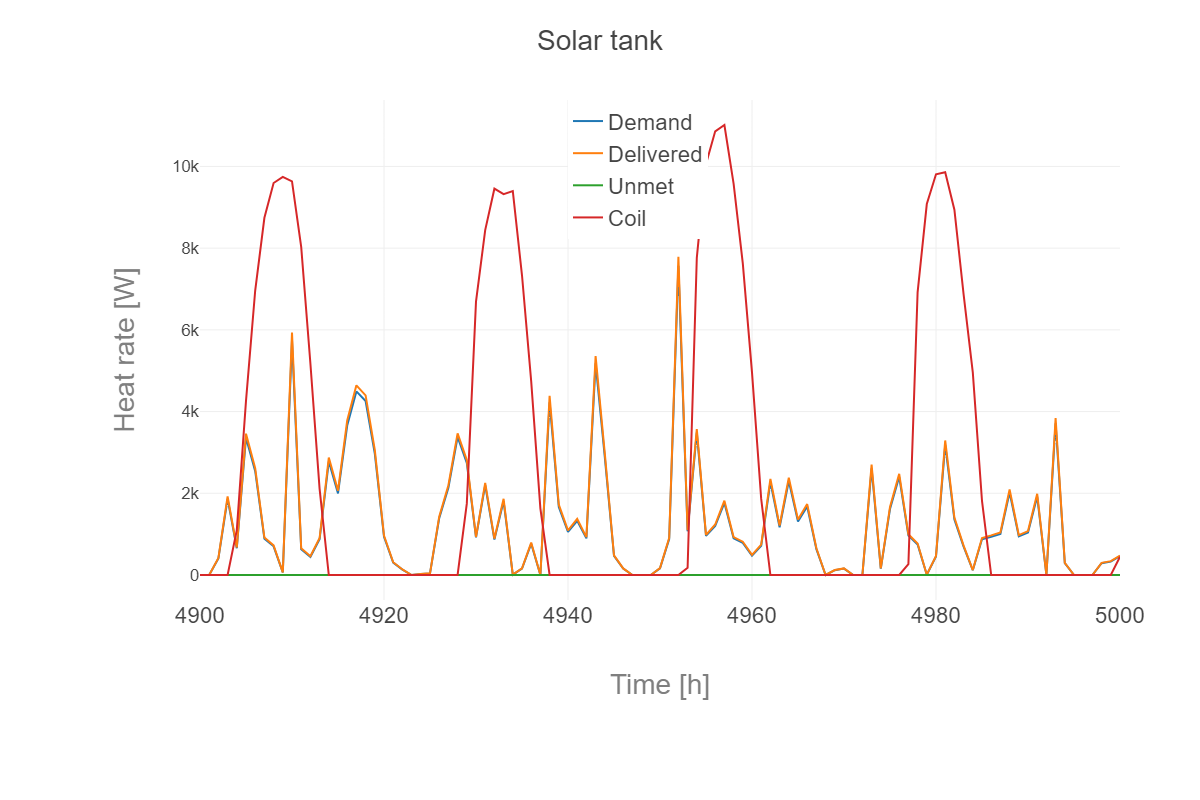 Solar tank
Demand
Delivered
Unmet
Coil
10k
8k
6k
4k
2k
0
Heat rate [W]
4900 4920 4940 4960 4980 5000
Time [h]